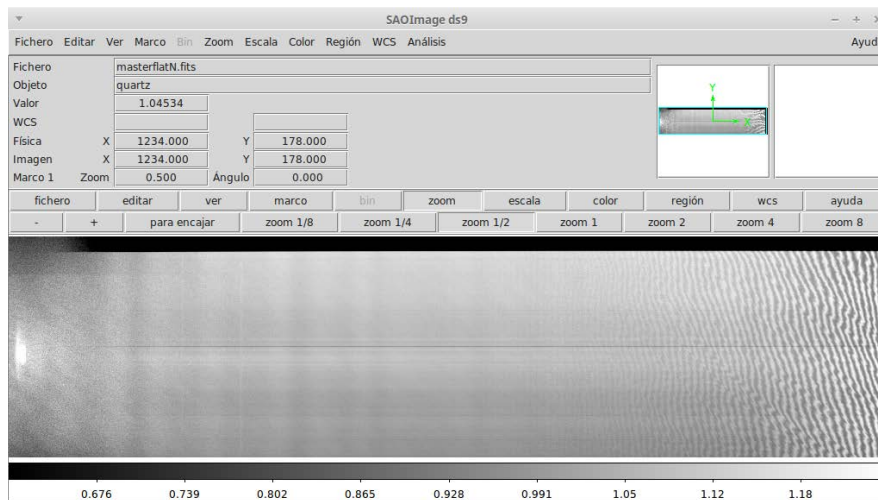 SAOImage ds9
Fichero Editar Ver Marco Bin Zoom Escala Color Región WCS Análisis Ayud
Fichero masterflatN.fits
Objeto quartz
Valor 1.04534
WCS
Física X 1234.000 Y 178.000
Imagen X 1234.000 Y 178.000
Marco 1 Zoom 0.500 Ángulo 0.000
Y
X
fichero editar ver marco bin zoom escala color región wcs ayuda
- + para encajar zoom 1/8 zoom 1/4 zoom 1/2 zoom 1 zoom 2 zoom 4 zoom 8
0.676 0.739 0.802 0.865 0.928 0.991 1.05 1.12 1.18